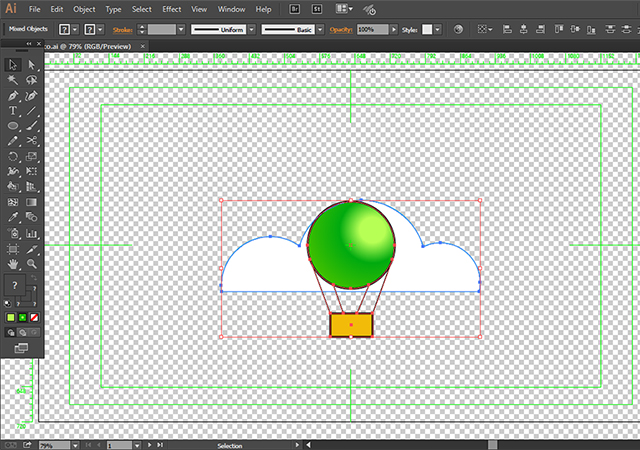 Ai File Edit Object Type Select Effect View Window Help Br St
Mixed Objects ? ? Stroke: Uniform Basic Opacity: 100% Style:
co.ai @ 79% (RGB/Preview) ×
T
?
? ?
79% 1 Selection